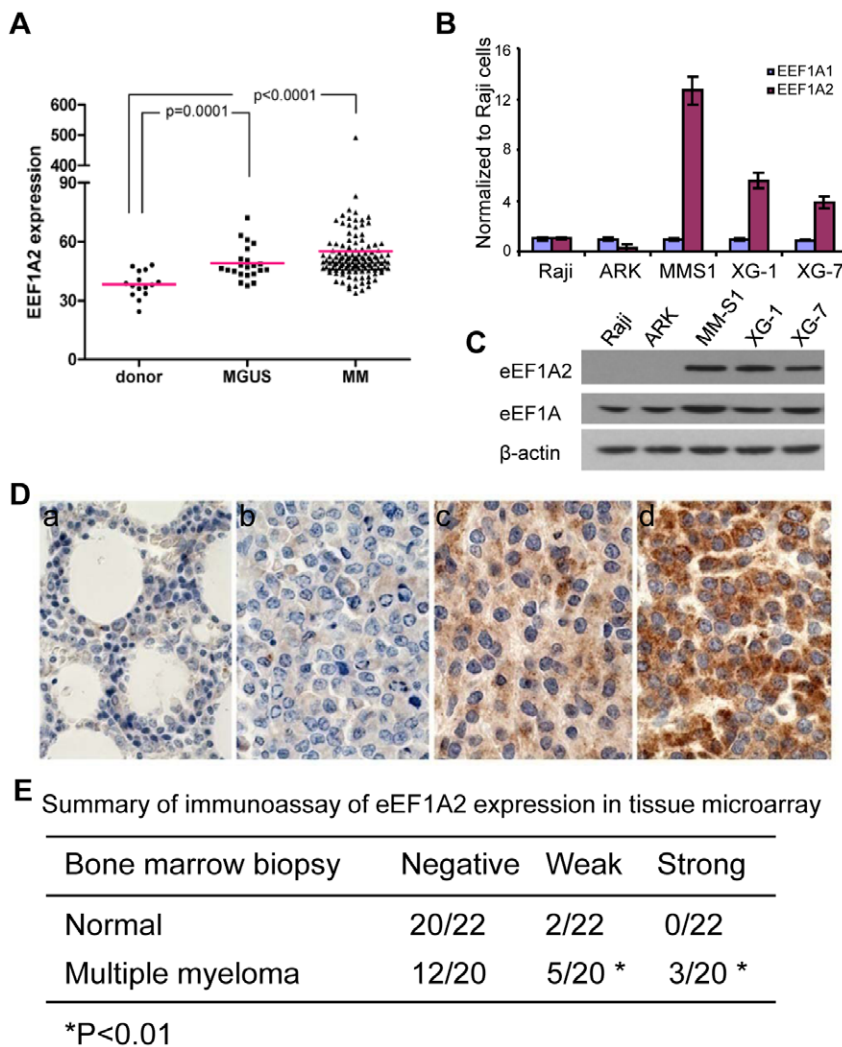 A
p<0.0001
p=0.0001
EEF1A2 expression
600
500
400
90
60
30
0
donor MGUS MM
B
Normalized to Raji cells
16
12
8
4
0
EEF1A1
EEF1A2
Raji ARK MMS1 XG-1 XG-7
C
Raji ARK MM-S1 XG-1 XG-7
eEF1A2
eEF1A
β-actin
D
a b c d
E Summary of immunoassay of eEF1A2 expression in tissue microarray
Bone marrow biopsy Negative Weak Strong
Normal 20/22 2/22 0/22
Multiple myeloma 12/20 5/20 * 3/20 *
*P<0.01